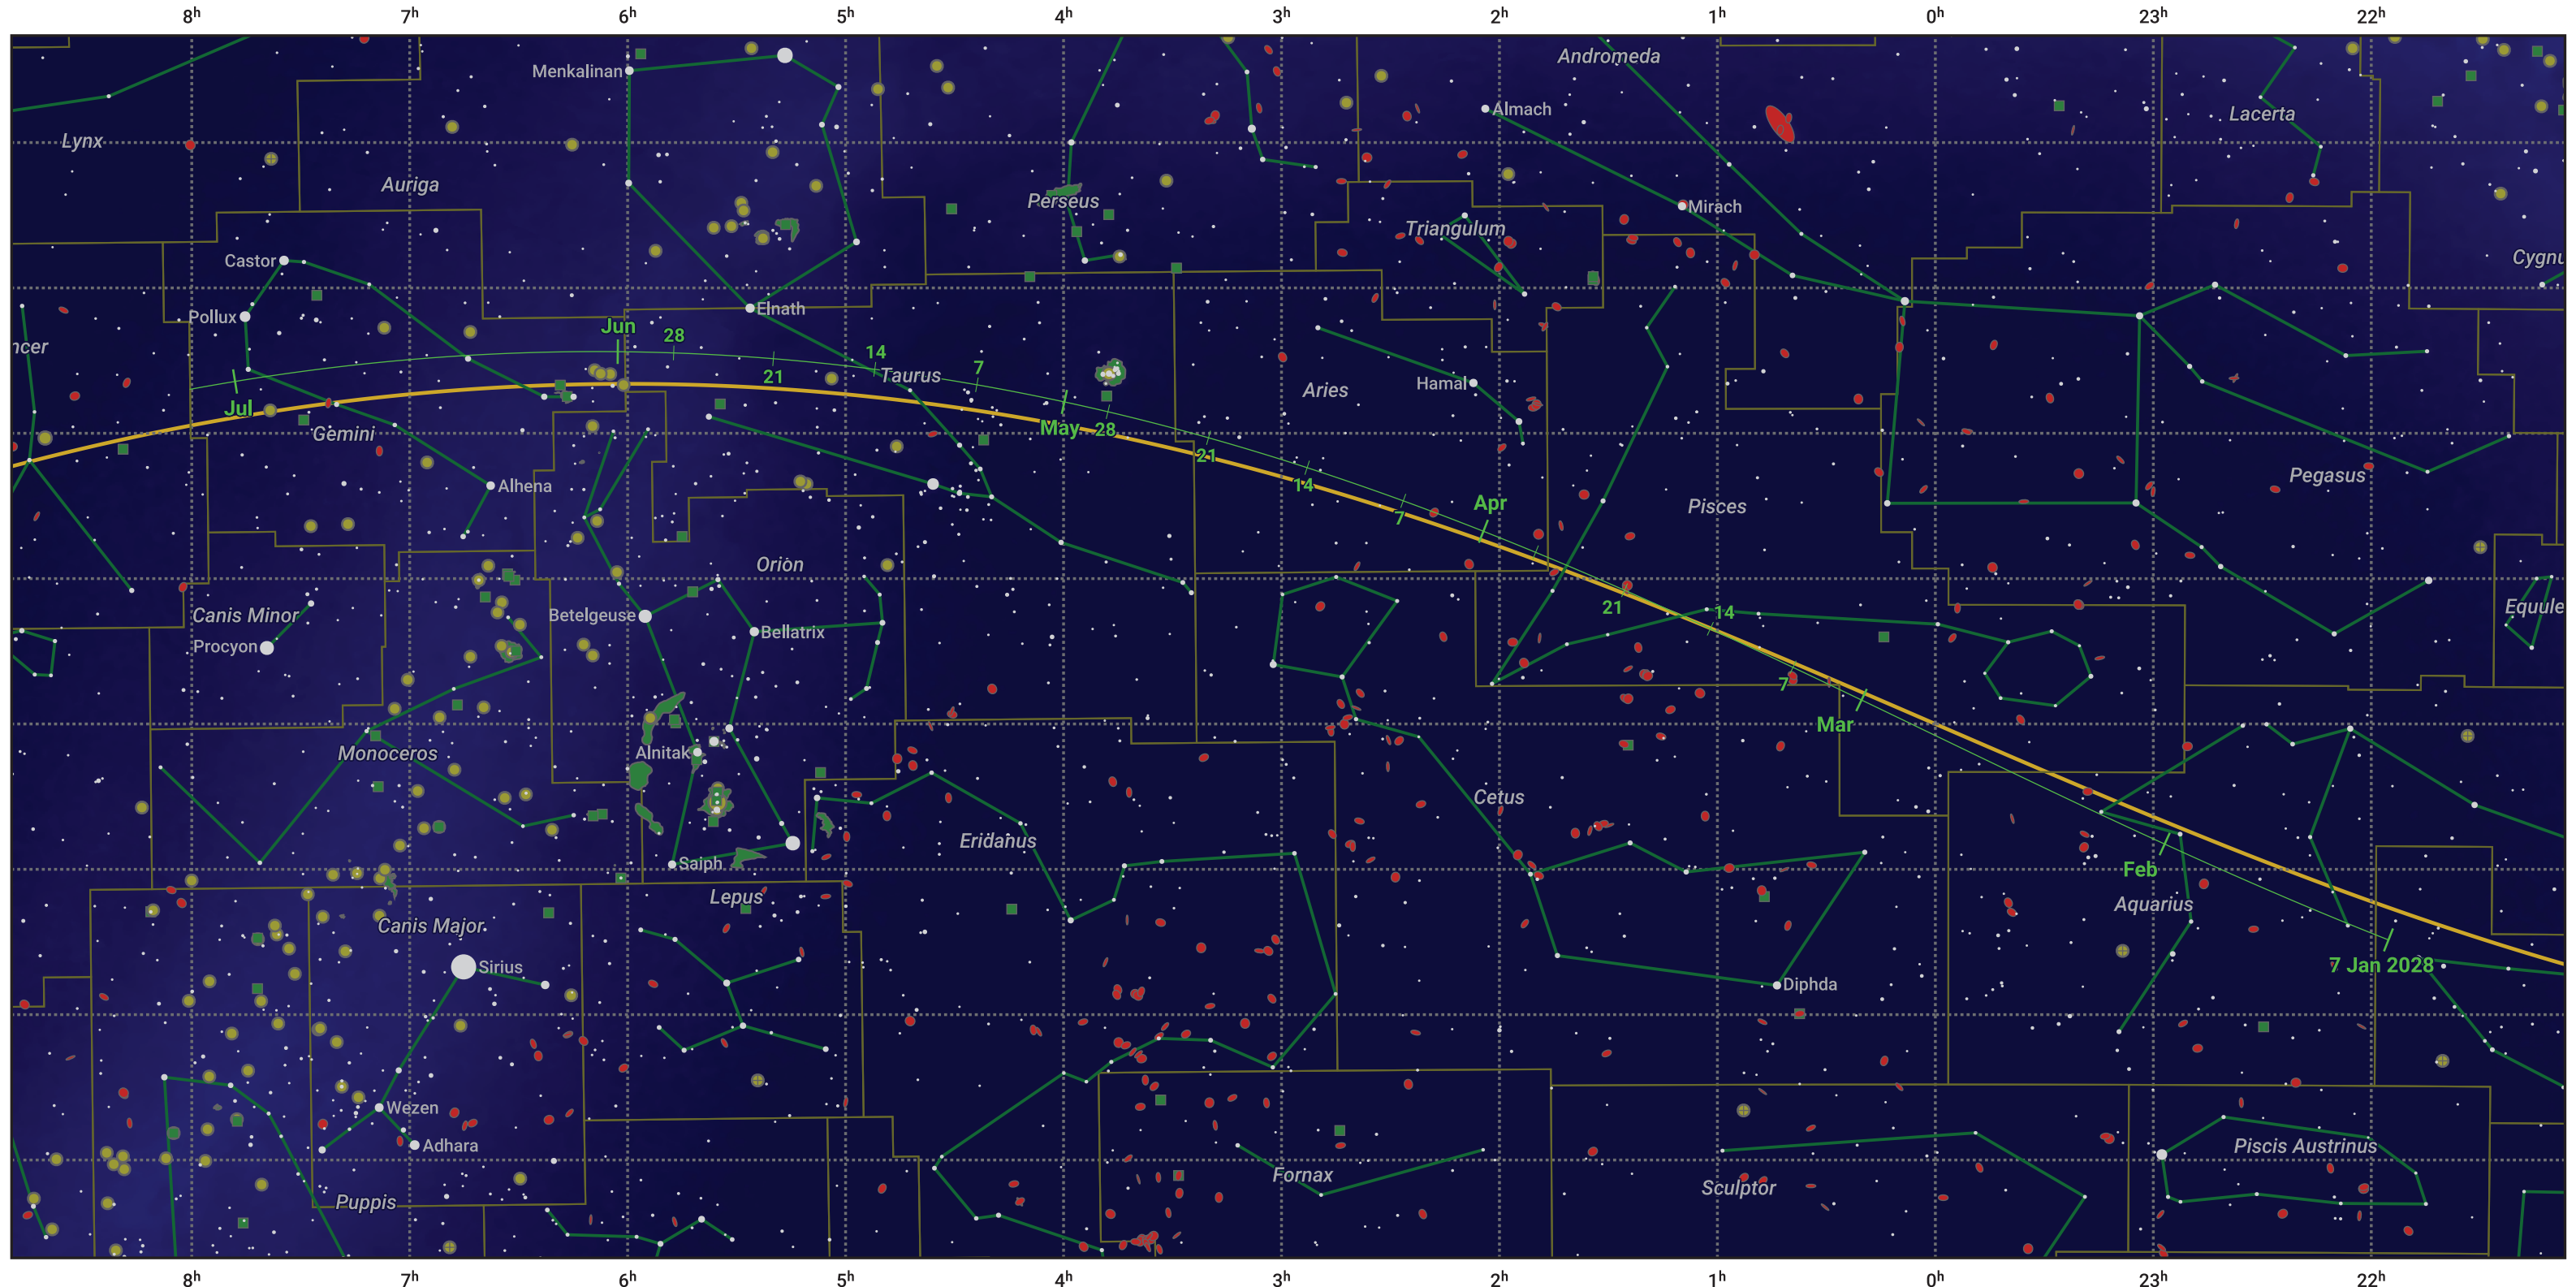 8h 7h 6h 5h 4h 3h 2h 1h 0h 23h 22h
Andromeda
Menkalinan
Almach
Lacerta
Lynx
Auriga
Perseus
Mirach
Triangulum
Castor
Cygnu
Elnath
Pollux
Jun
28
ncer
14
7
21
Taurus
Hamal
Aries
Jul
May
28
Gemini
21
Pegasus
14
Alhena
Apr
Pisces
7
Orion
21
14
Equule
Canis Minor
Betelgeuse
Bellatrix
Procyon
7
Mar
Monoceros
Alnitak
Cetus
Eridanus
Saiph
Feb
Lepus
Aquarius
Canis Major
Sirius
7 Jan 2028
Diphda
Wezen
Adhara
Piscis Austrinus
Fornax
Sculptor
Puppis
8h 7h 6h 5h 4h 3h 2h 1h 0h 23h 22h